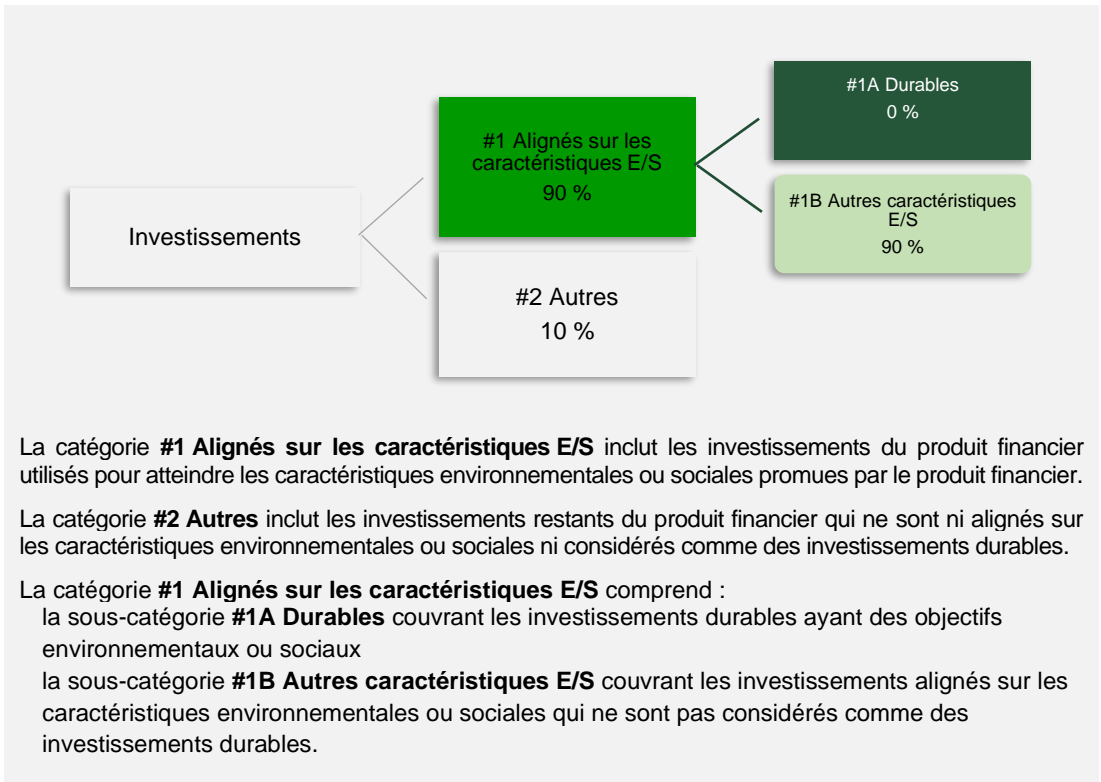 #1A Durables
0 %
#1 Alignés sur les
caractéristiques E/S
90 %
#1B Autres caractéristiques
E/S
90 %
Investissements
#2 Autres
10 %
La catégorie #1 Alignés sur les caractéristiques E/S inclut les investissements du produit financier
utilisés pour atteindre les caractéristiques environnementales ou sociales promues par le produit financier.
La catégorie #2 Autres inclut les investissements restants du produit financier qui ne sont ni alignés sur
les caractéristiques environnementales ou sociales ni considérés comme des investissements durables.
La catégorie #1 Alignés sur les caractéristiques E/S comprend :
la sous-catégorie #1A Durables couvrant les investissements durables ayant des objectifs
environnementaux ou sociaux
la sous-catégorie #1B Autres caractéristiques E/S couvrant les investissements alignés sur les
caractéristiques environnementales ou sociales qui ne sont pas considérés comme des
investissements durables.